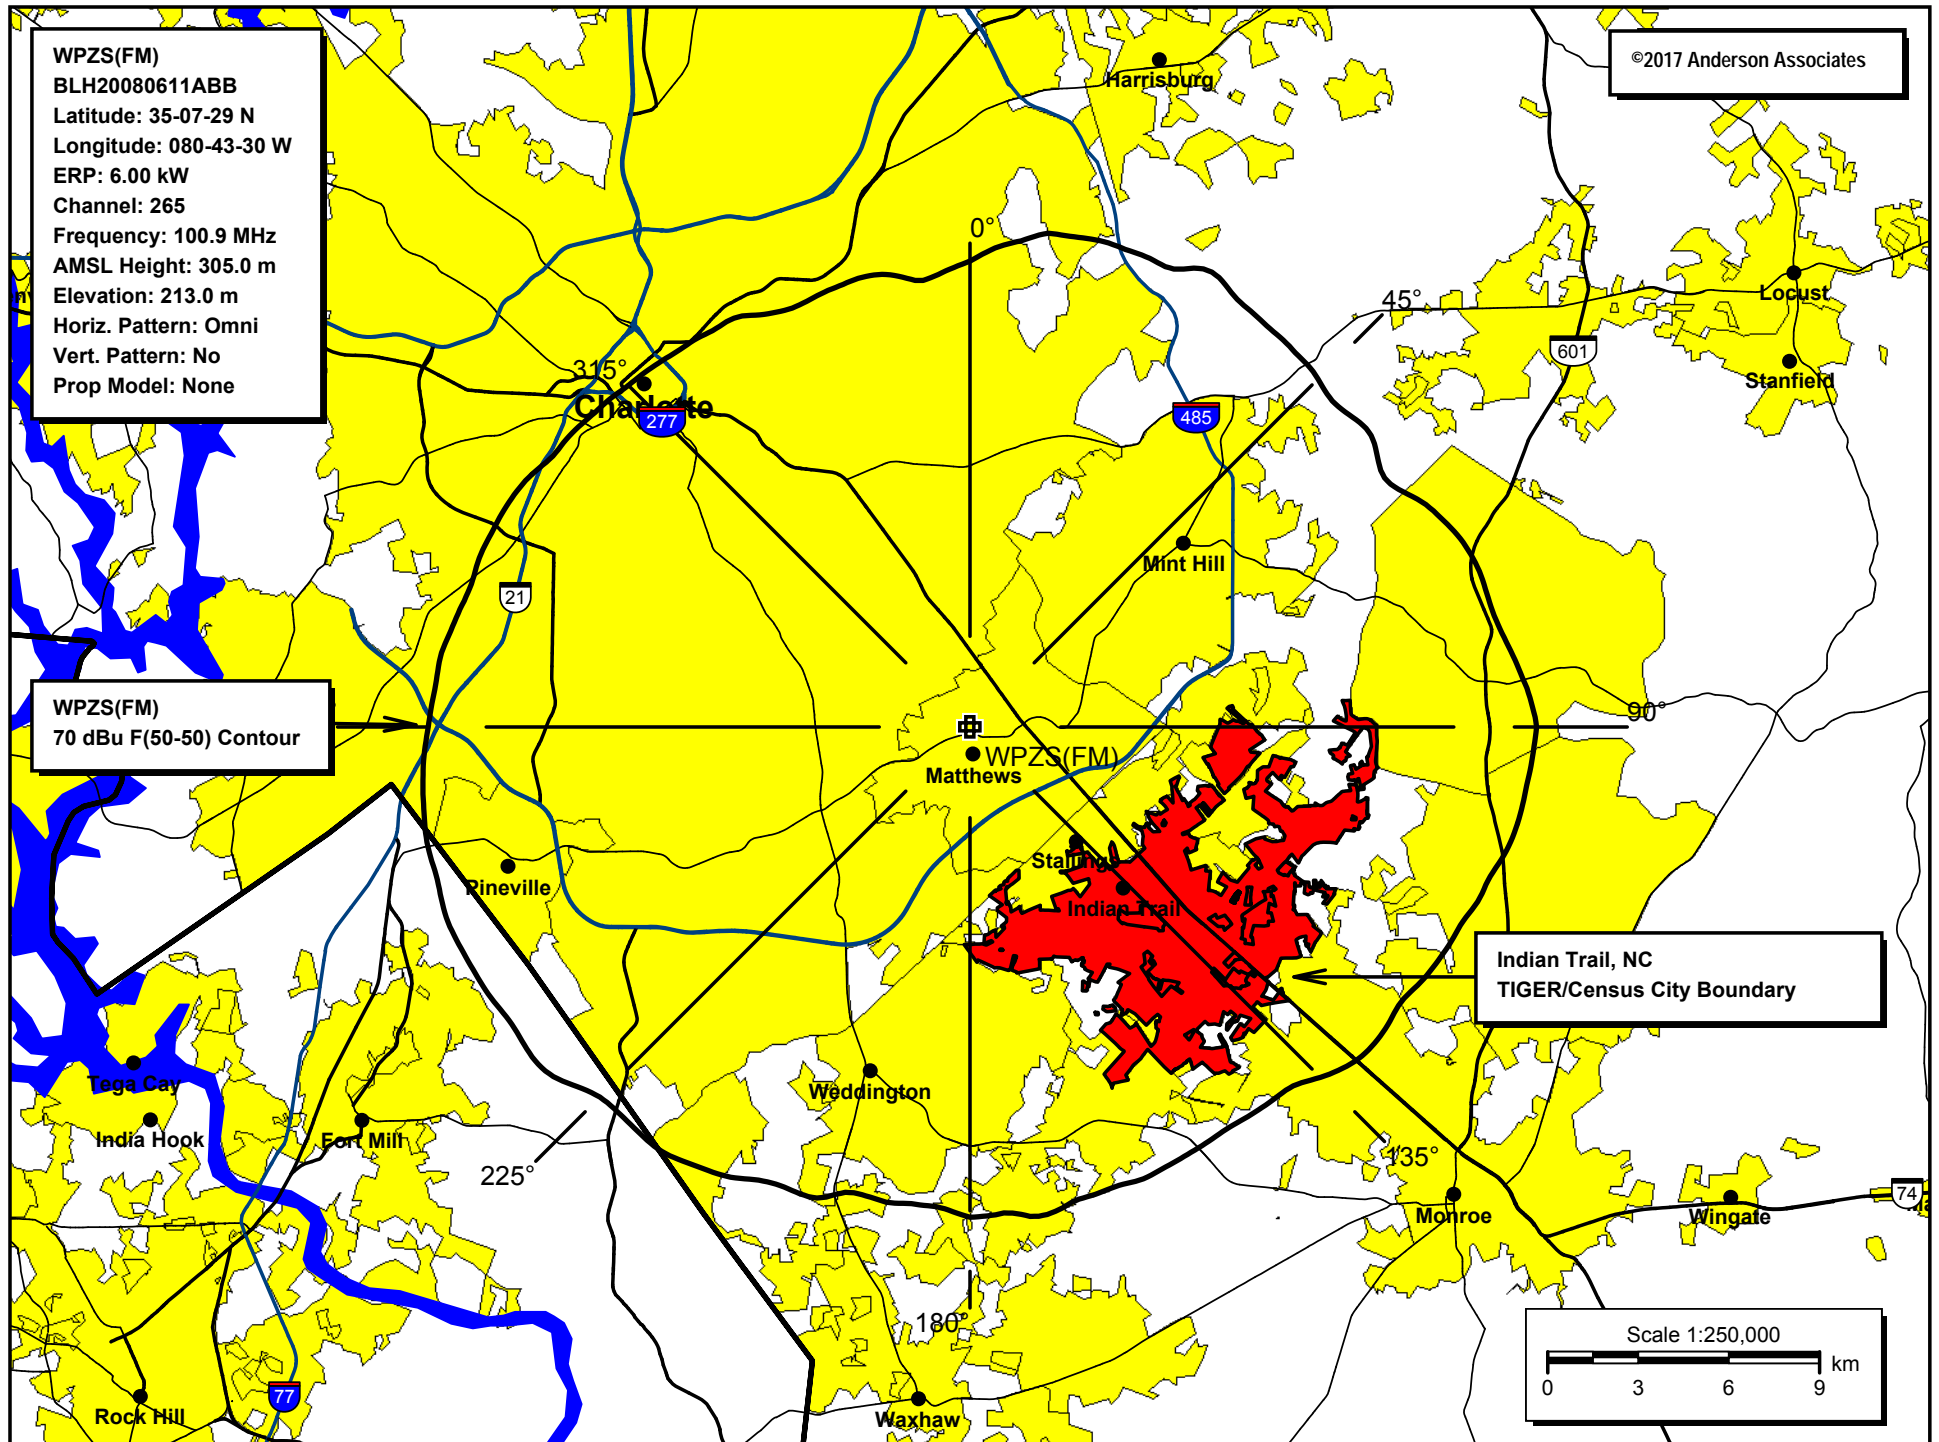 WPZS(FM)
BLH20080611ABB
Latitude: 35-07-29 N
Longitude: 080-43-30 W
ERP: 6.00 kW
Channel: 265
Frequency: 100.9 MHz
AMSL Height: 305.0 m
Elevation: 213.0 m
Horiz. Pattern: Omni
Vert. Pattern: No
Prop Model: None
©2017 Anderson Associates
Harrisburg
0°
45°
Locust
601
Stanfield
315°
Charlotte
277
485
Mint Hill
21
WPZS(FM)
70 dBu F(50-50) Contour
90°
WPZS(FM)
Matthews
Stallings
Pineville
Indian Trail
Indian Trail, NC
TIGER/Census City Boundary
Tega Cay
Weddington
India Hook
Fort Mill
225°
135°
74
Monroe
Wingate
180°
Scale 1:250,000
km
0 3 6 9
77
Rock Hill
Waxhaw